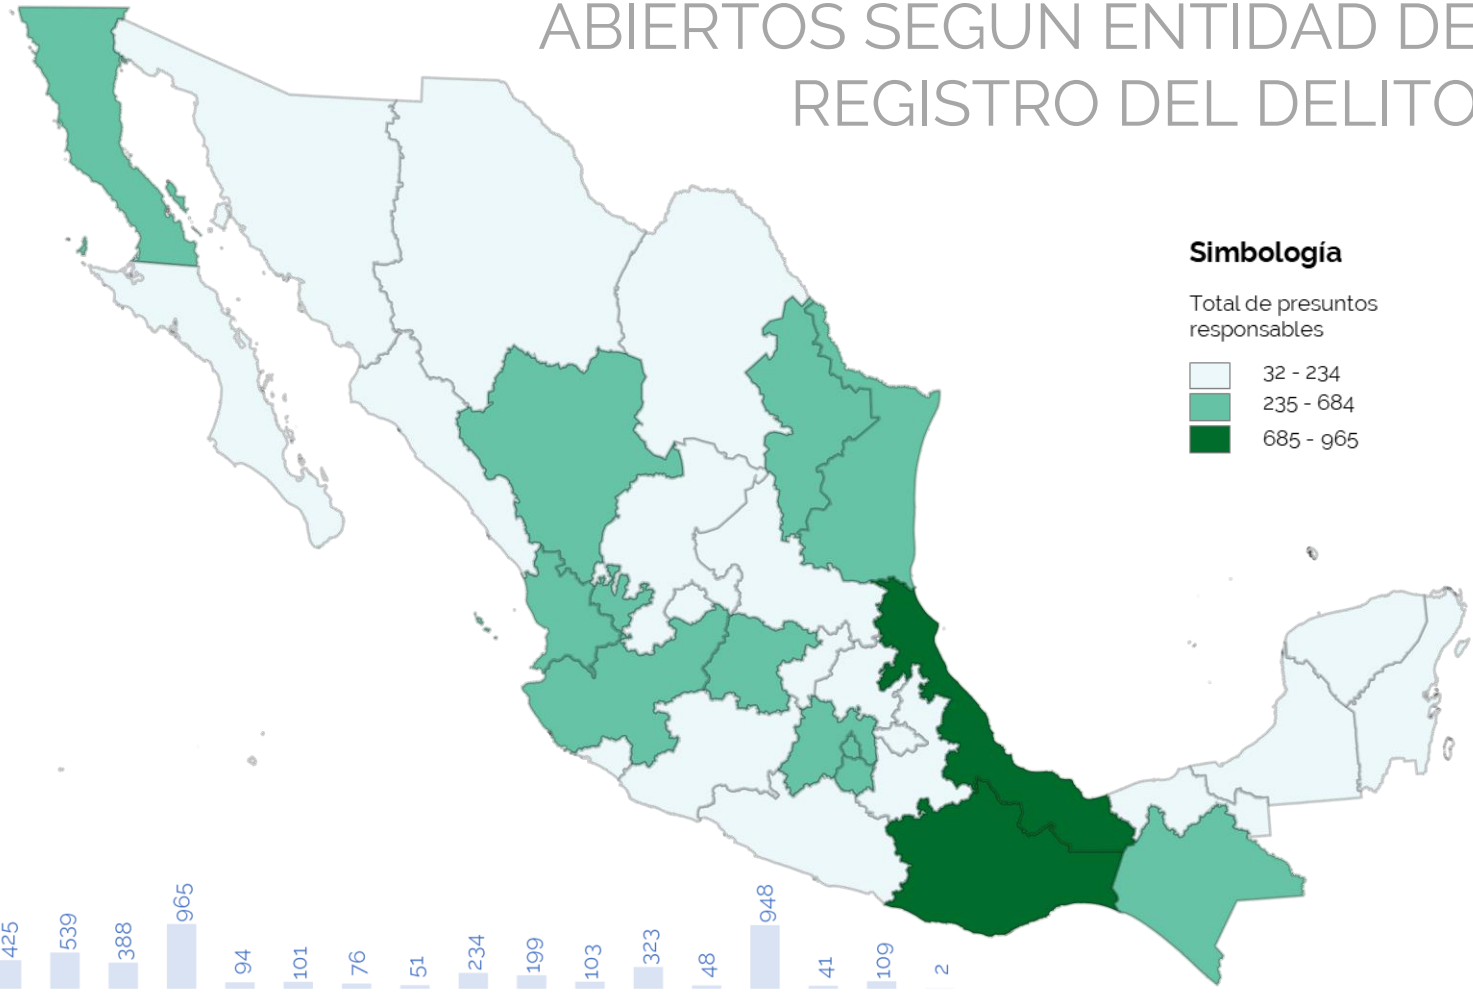 ABIERTOS SEGÚN ENTIDAD DE
REGISTRO DEL DELITO
Simbología
Total de presuntos
responsables
32 - 234
235 - 684
685 - 965
425
539
388
965
94
101
76
51
234
199
103
323
48
948
41
109
2